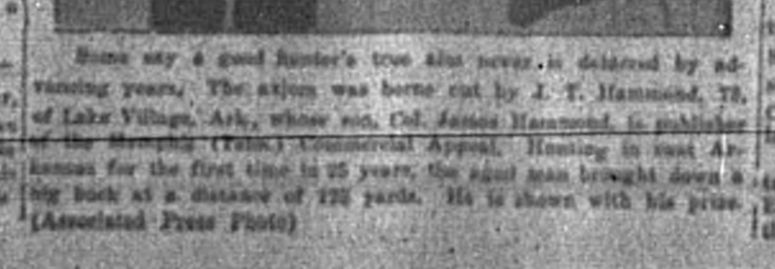 Some say a good hunter's true aim never is deterred by ad-
vancing years. The axiom was borne out by J. T. Hammond, 78,
of Lake Village, Ark., whose son, Col. James Hammond, is publisher
of the Memphis (Tenn.) Commercial Appeal. Hunting in east Ar-
kansas for the first time in 25 years, the man brought down a
big buck at a distance of 125 yards. He is shown with his prize.
(Associated Press Photo)